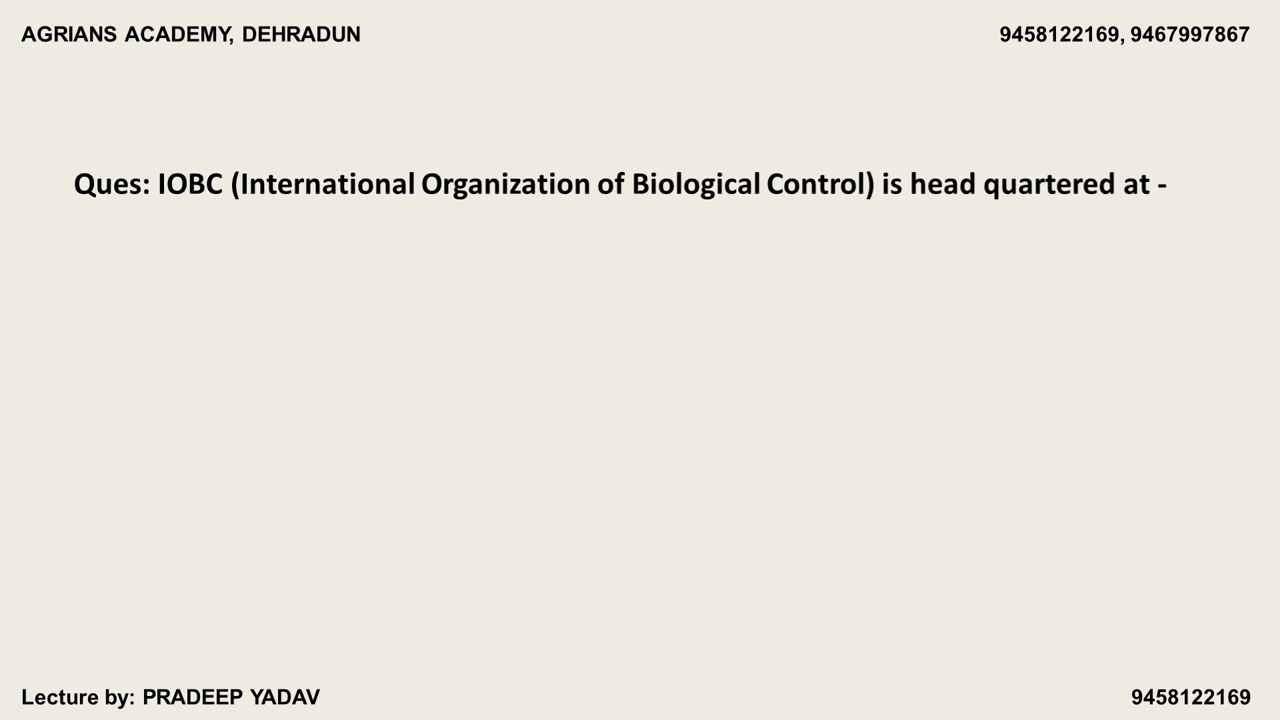 AGRIANS ACADEMY, DEHRADUN
9458122169, 9467997867
Ques: IOBC (International Organization of Biological Control) is head quartered at -
Lecture by: PRADEEP YADAV
9458122169